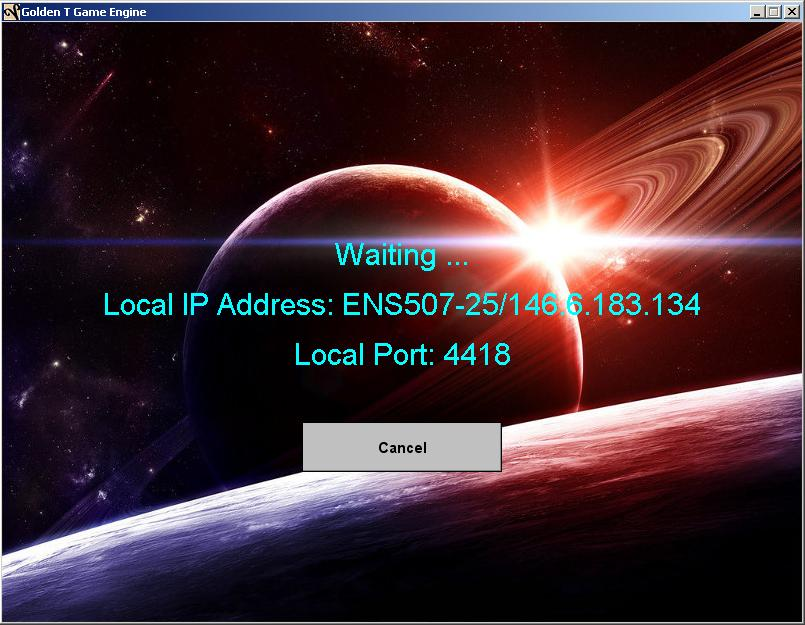 Golden T Game Engine
Waiting ...
Local IP Address: ENS507-25/146.6.183.134
Local Port: 4418
Cancel